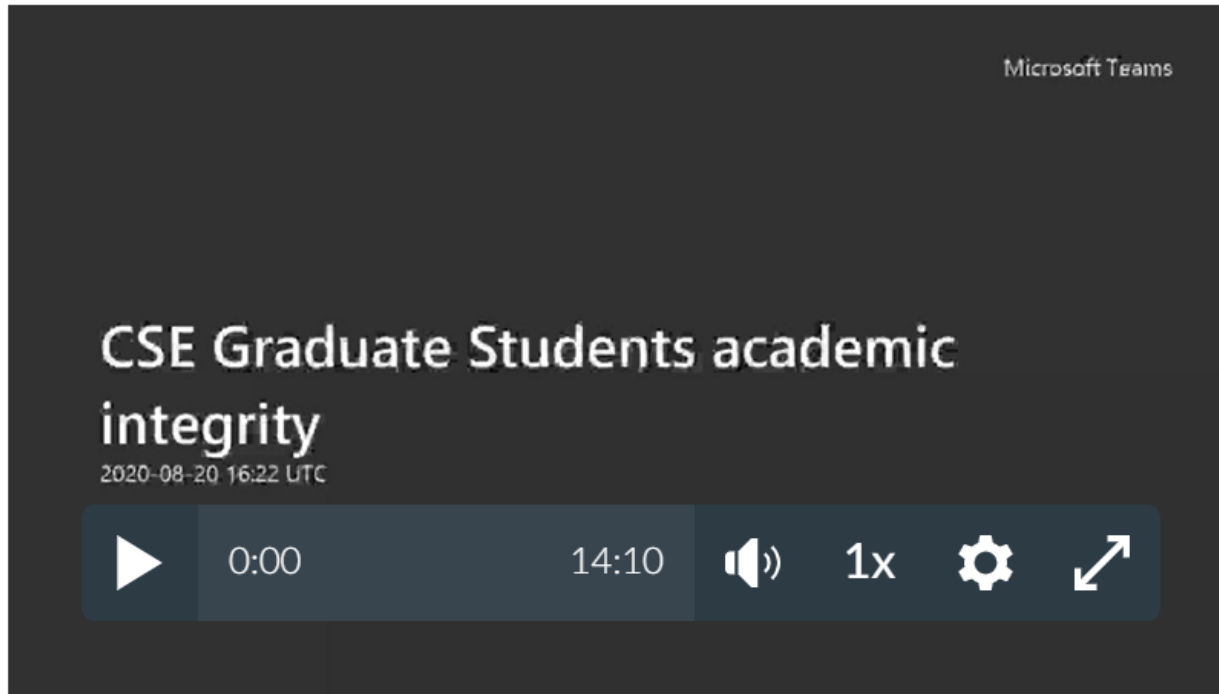 Microsoft Teams
CSE Graduate Students academic
integrity
2020-08-20 16:22 UTC
0:00 14:10 1x